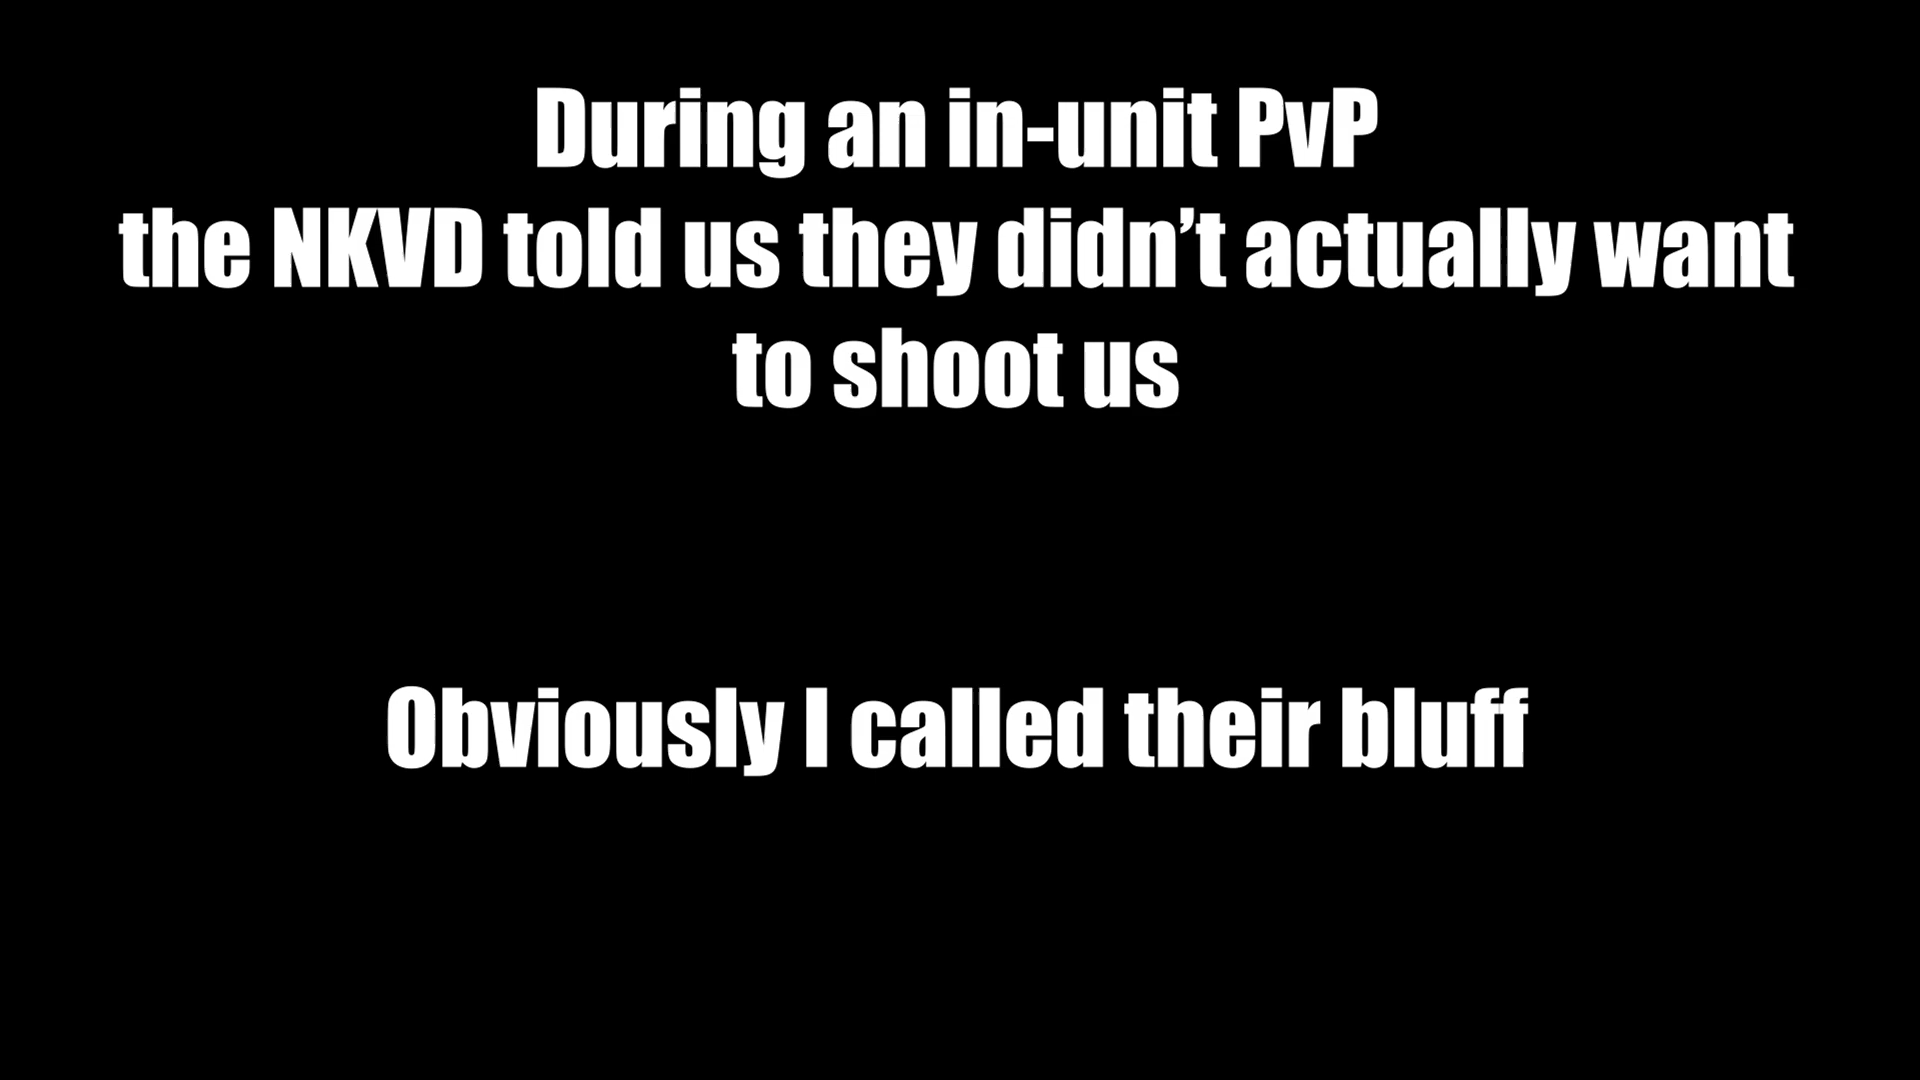 During an in-unit PvP
the NKVD told us they didn’t actually want
to shoot us
Obviously I called their bluff